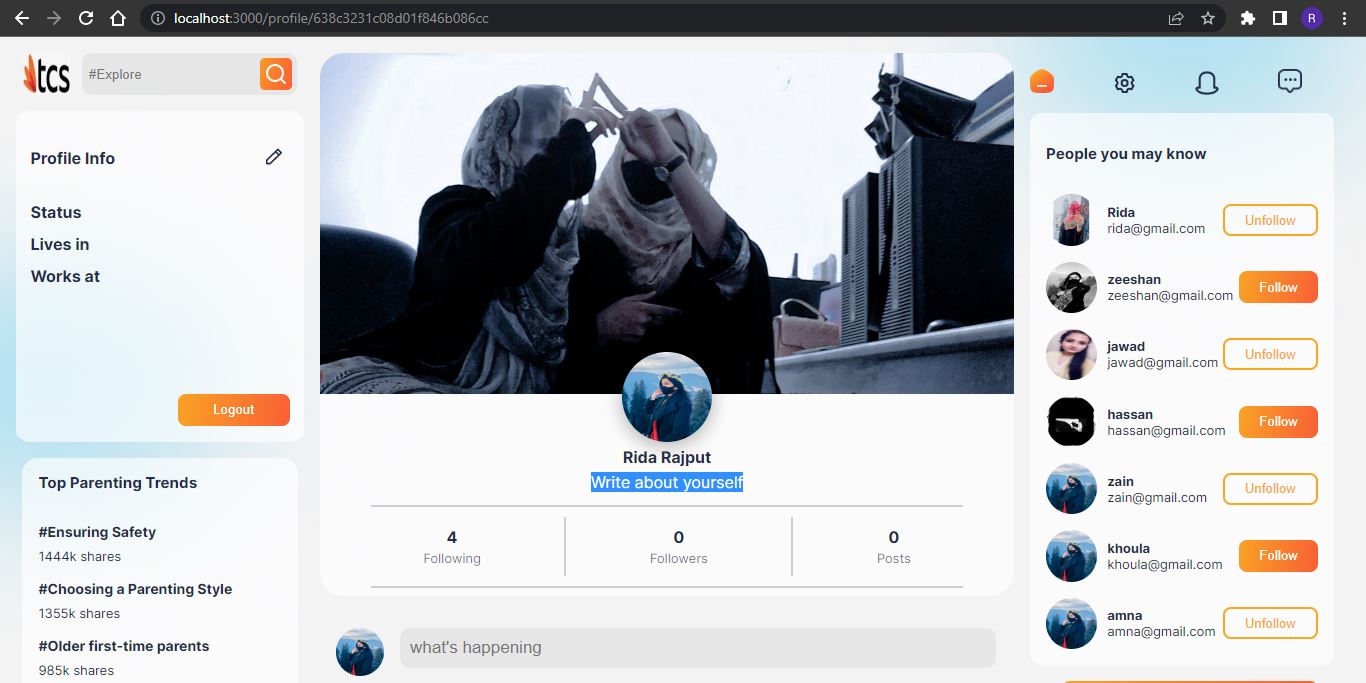 localhost:3000/profile/638c3231c08d01f846b086cc
R
tcs
#Explore
Profile Info
Status
Lives in
Works at
Logout
Top Parenting Trends
#Ensuring Safety
1444k shares
#Choosing a Parenting Style
1355k shares
#Older first-time parents
985k shares
Rida Rajput
Write about yourself
4
Following
0
Followers
0
Posts
what's happening
People you may know
Rida
rida@gmail.com
Unfollow
zeeshan
zeeshan@gmail.com
Follow
jawad
jawad@gmail.com
Unfollow
hassan
hassan@gmail.com
Follow
zain
zain@gmail.com
Unfollow
khoula
khoula@gmail.com
Follow
amna
amna@gmail.com
Unfollow